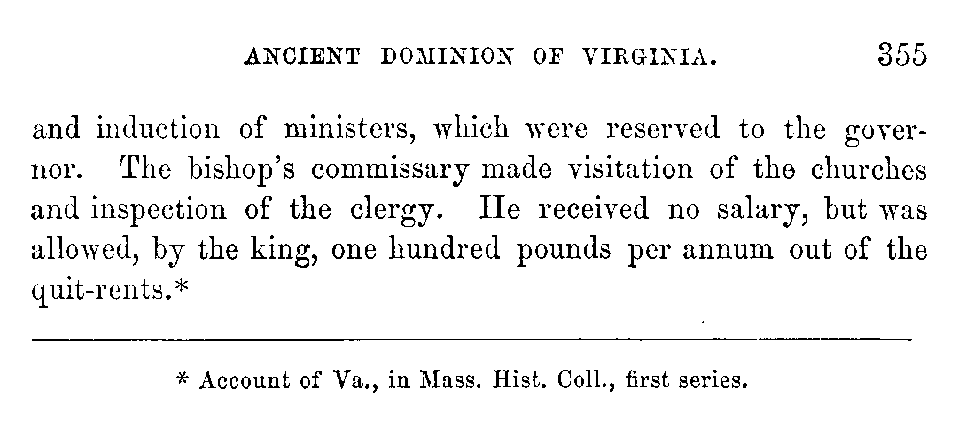 ANCIENT DOMINION OF VIRGINIA. 355
and induction of ministers, which were reserved to the gover-
nor. The bishop's commissary made visitation of the churches
and inspection of the clergy. He received no salary, but was
allowed, by the king, one hundred pounds per annum out of the
quit-rents.*
* Account of Va., in Mass. Hist. Coll., first series.